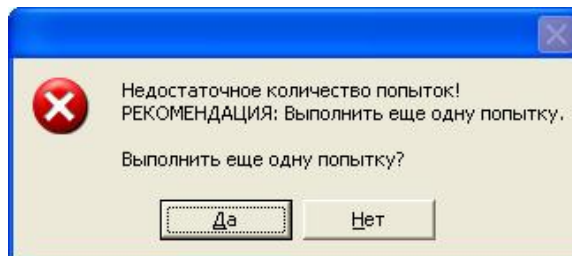 Недостаточное количество попыток!
РЕКОМЕНДАЦИЯ: Выполнить еще одну попытку.
Выполнить еще одну попытку?
Да
Нет